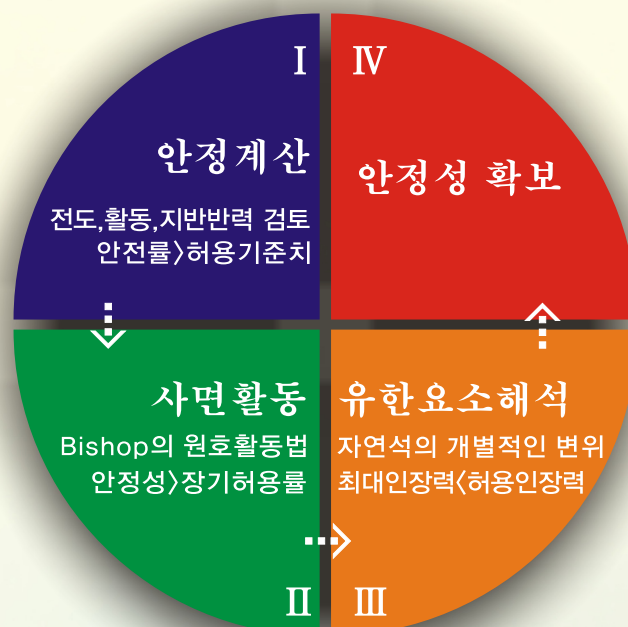 Ⅰ
안정계산
전도,활동,지반반력 검토
안전률〉허용기준치
사면활동
Bishop의 원호활동법
안정성〉장기허용률
Ⅱ
유한요소해석
자연석의 개별적인 변위
최대인장력〈허용인장력
Ⅲ
Ⅳ
안정성 확보